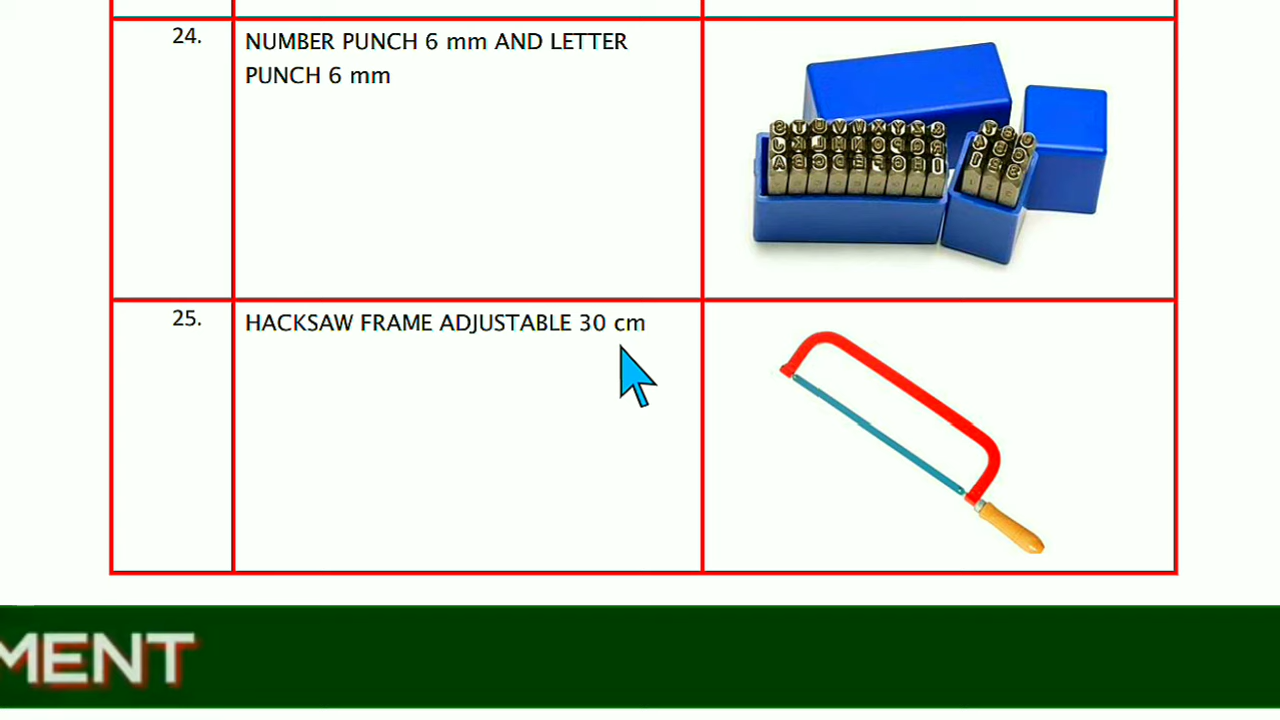 24.
NUMBER PUNCH 6 mm AND LETTER
PUNCH 6 mm
25.
HACKSAW FRAME ADJUSTABLE 30 cm
MENT